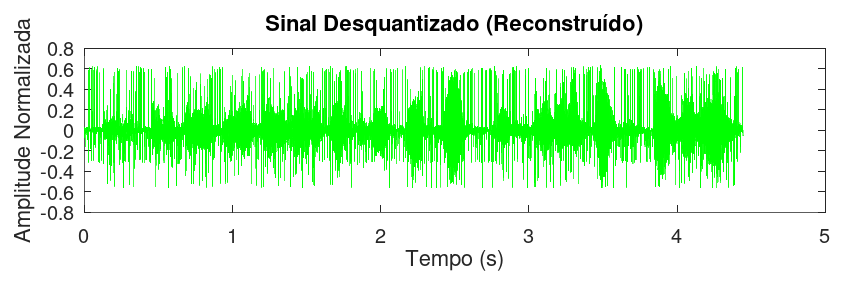 Sinal Desquantizado (Reconstruído)
Amplitude Normalizada
0.8
0.6
0.4
0.2
0
-0.2
-0.4
-0.6
-0.8
0 1 2 3 4 5
Tempo (s)